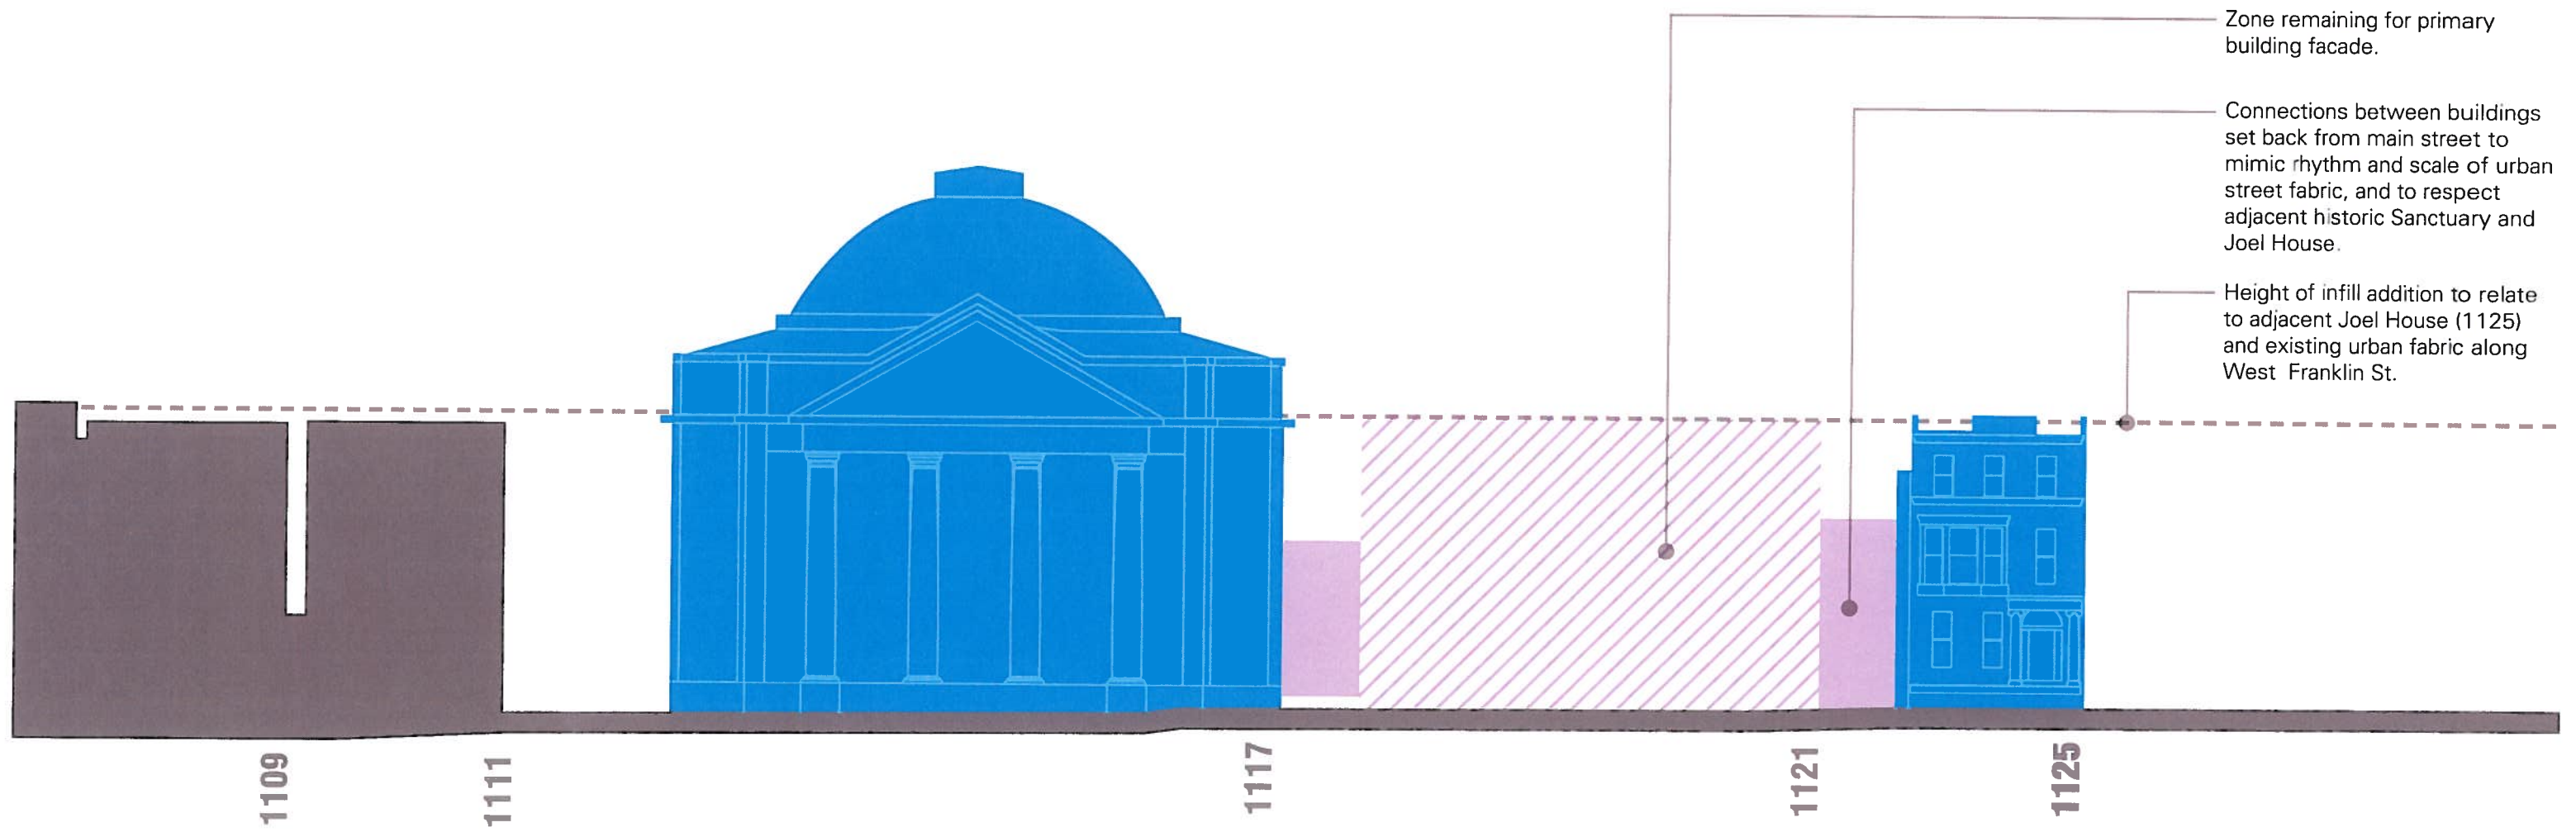 Zone remaining for primary
building facade.
Connections between buildings
set back from main street to
mimic rhythm and scale of urban
street fabric, and to respect
adjacent historic Sanctuary and
Joel House.
Height of infill addition to relate
to adjacent Joel House (1125)
and existing urban fabric along
West Franklin St.
1109
1111
1117
1121
1125